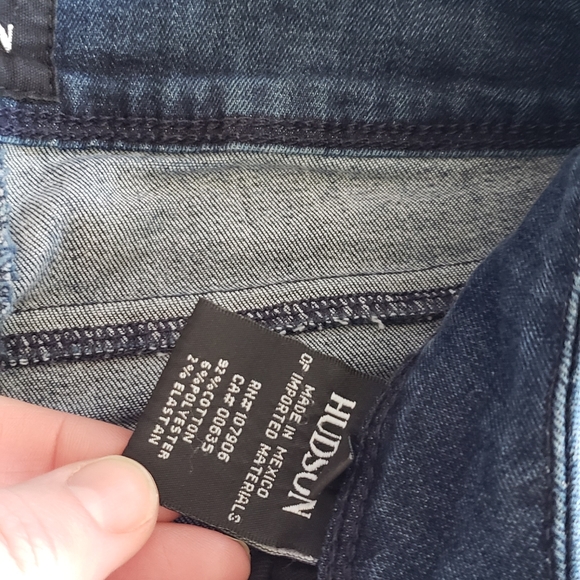 N
HUDSON
MADE IN MEXICO
OF IMPORTED MATERIALS
RN# 107906
CA# 00635
92%COTTON
6%POLYESTER
2%ELASTAN